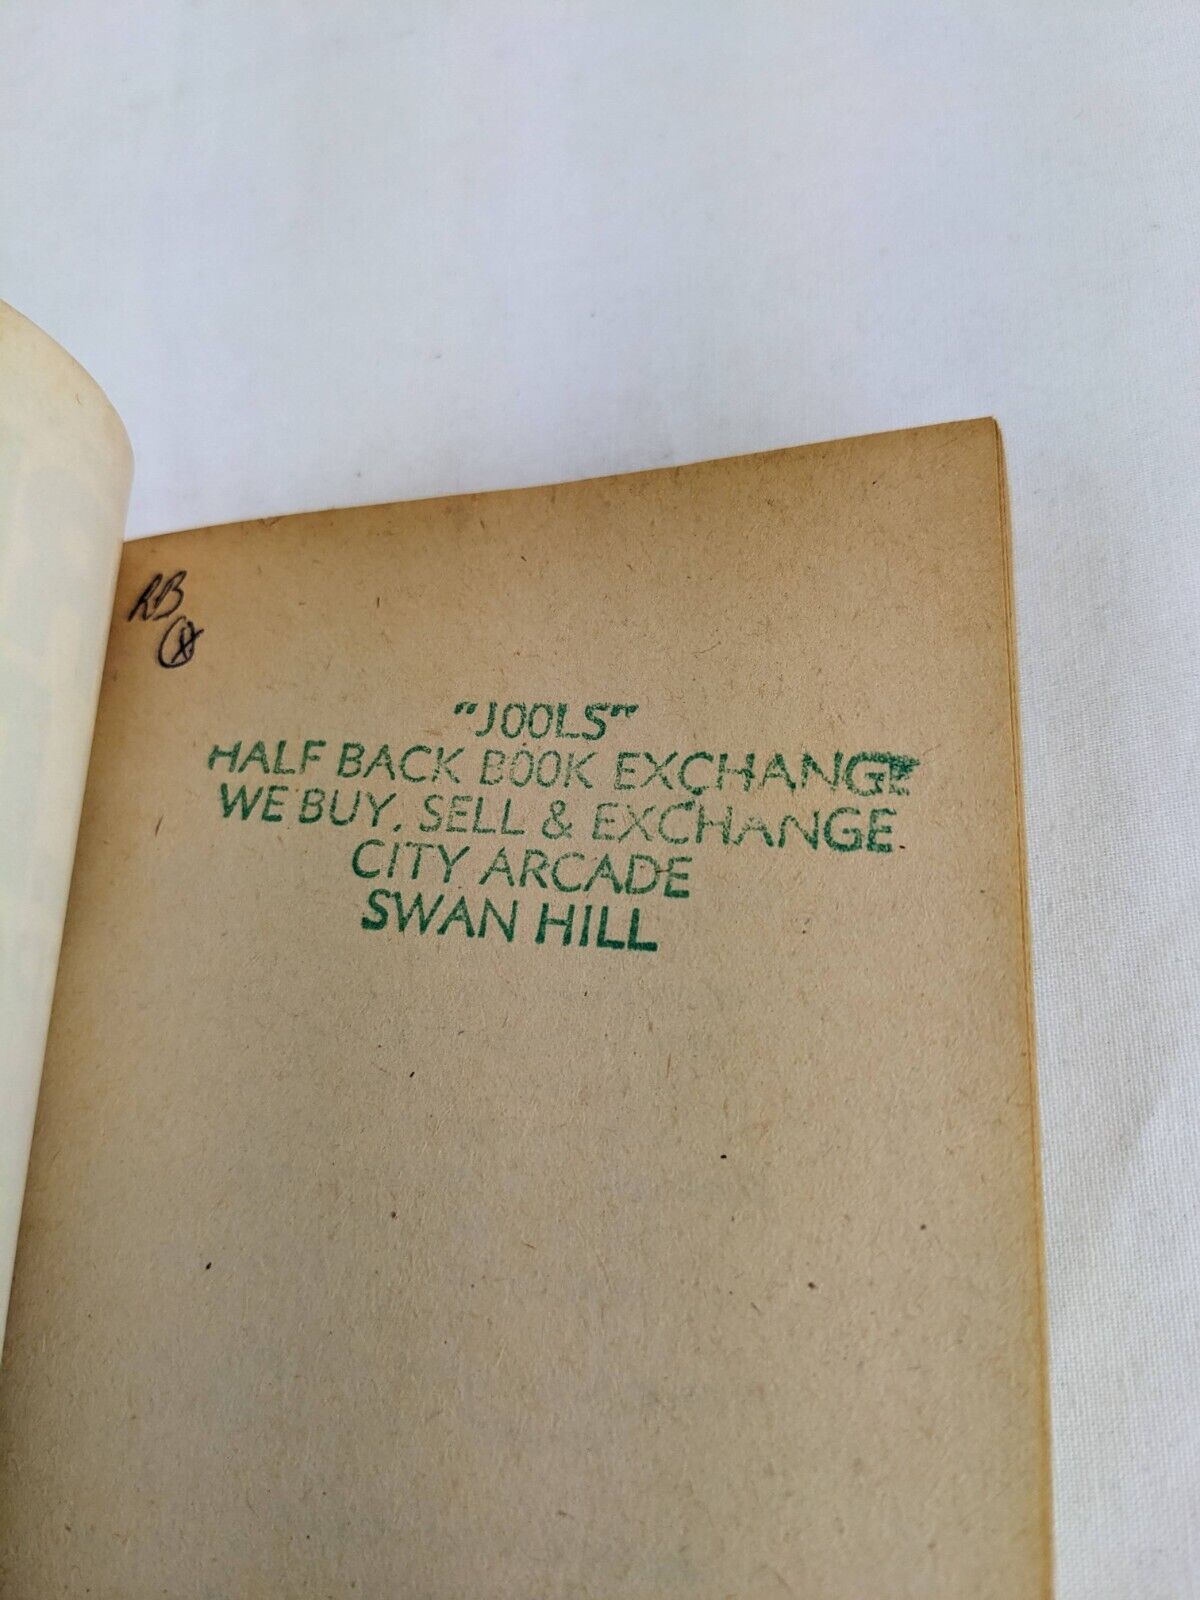 RB
"JOOLS"
HALF BACK BOOK EXCHANGE
WE BUY, SELL & EXCHANGE
CITY ARCADE
SWAN HILL